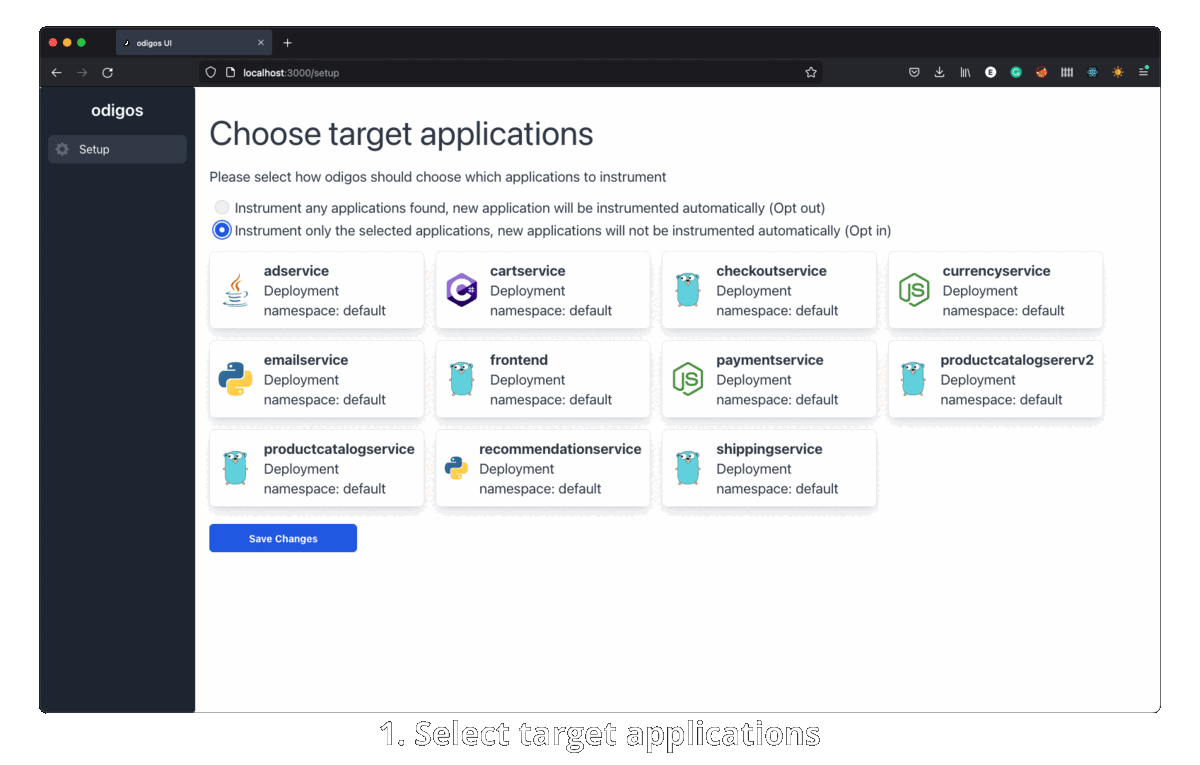 odigos UI
localhost:3000/setup
E
odigos
Setup
Choose target applications
Please select how odigos should choose which applications to instrument
Instrument any applications found, new application will be instrumented automatically (Opt out)
Instrument only the selected applications, new applications will not be instrumented automatically (Opt in)
adservice
Deployment
namespace: default
C#
cartservice
Deployment
namespace: default
checkoutservice
Deployment
namespace: default
JS
currencyservice
Deployment
namespace: default
emailservice
Deployment
namespace: default
frontend
Deployment
namespace: default
JS
paymentservice
Deployment
namespace: default
productcatalogsererv2
Deployment
namespace: default
productcatalogservice
Deployment
namespace: default
recommendationservice
Deployment
namespace: default
shippingservice
Deployment
namespace: default
Save Changes
1. Select target applications